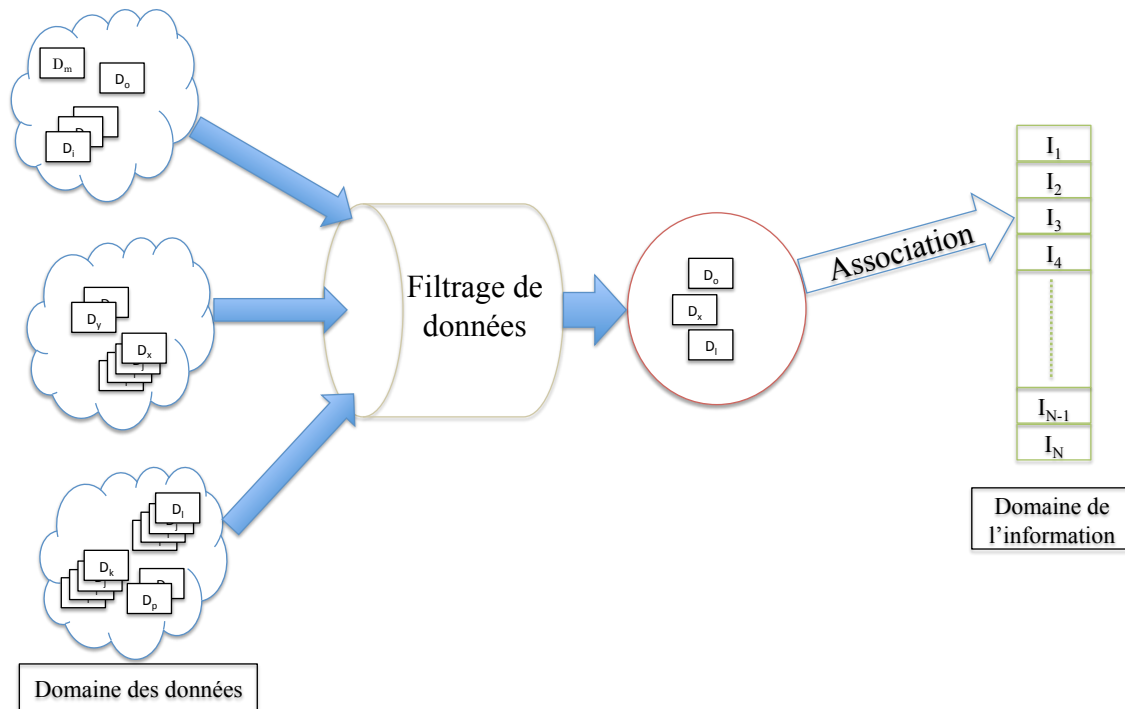 Dm
Do
Di
Dy
Dx
Dl
Dk
Dp
Domaine des données
Filtrage de
données
Do
Dx
Dl
Association
I1
I2
I3
I4
IN-1
IN
Domaine de
l’information